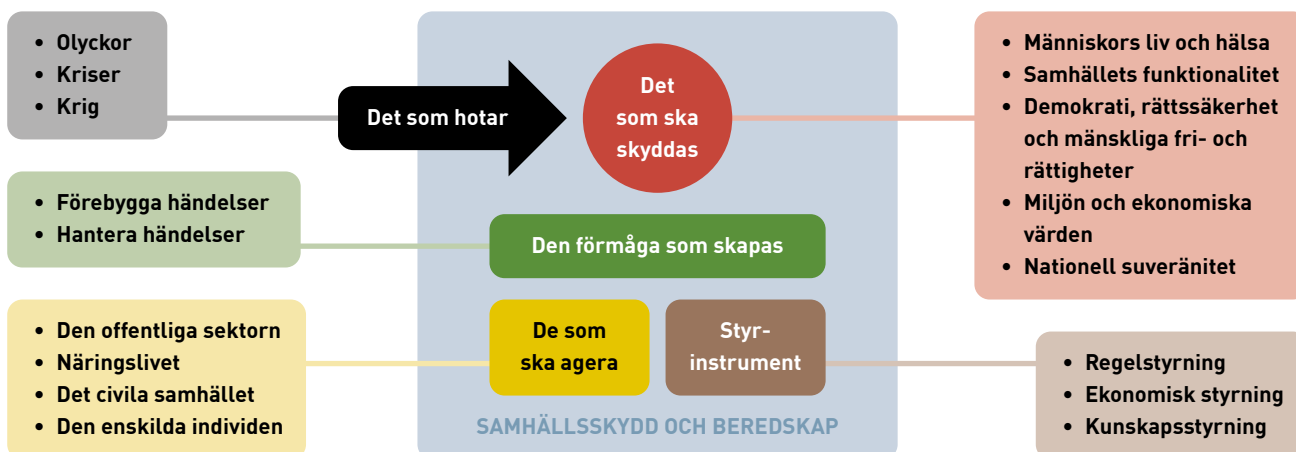 • Olyckor
• Kriser
• Krig
Det som hotar
Det
som ska
skyddas
• Människors liv och hälsa
• Samhällets funktionalitet
• Demokrati, rättssäkerhet
och mänskliga fri- och
rättigheter
• Miljön och ekonomiska
värden
• Nationell suveränitet
• Förebygga händelser
• Hantera händelser
Den förmåga som skapas
• Den offentliga sektorn
• Näringslivet
• Det civila samhället
• Den enskilda individen
De som
ska agera
Styr-
instrument
• Regelstyrning
• Ekonomisk styrning
• Kunskapsstyrning
SAMHÄLLSSKYDD OCH BEREDSKAP